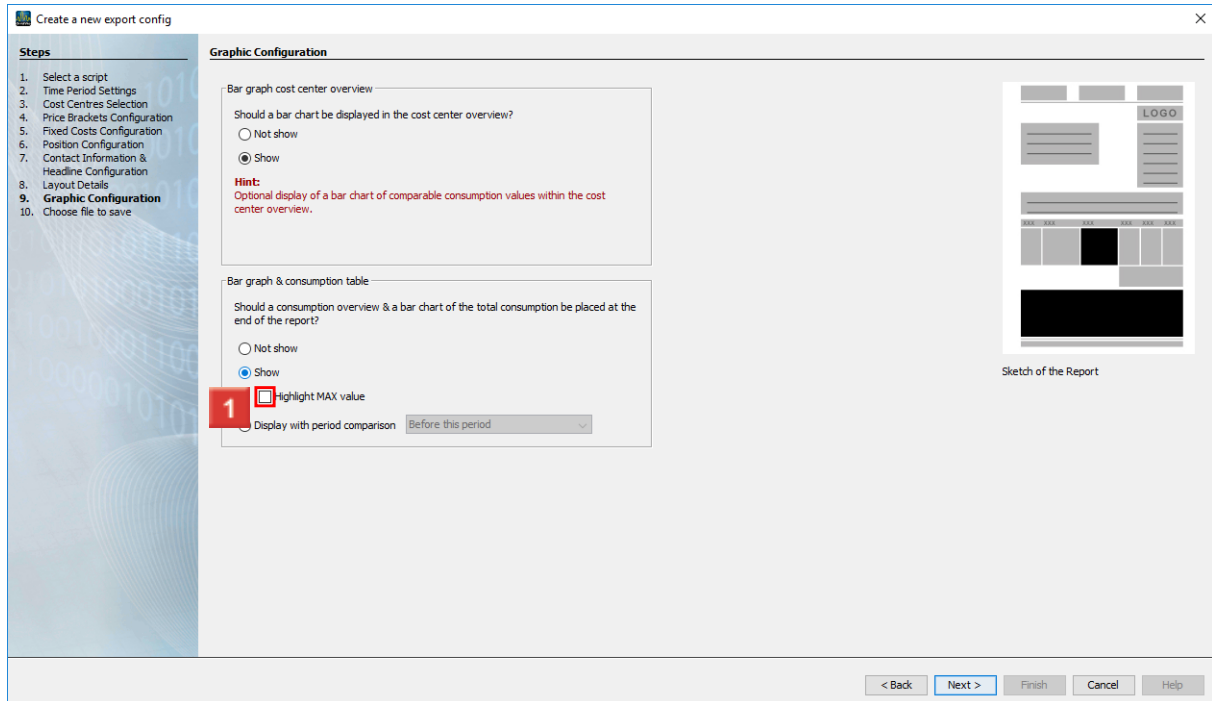 Create a new export config
Steps
1. Select a script
2. Time Period Settings
3. Cost Centres Selection
4. Price Brackets Configuration
5. Fixed Costs Configuration
6. Position Configuration
7. Contact Information &
Headline Configuration
8. Layout Details
9. Graphic Configuration
10. Choose file to save
Graphic Configuration
Bar graph cost center overview
Should a bar chart be displayed in the cost center overview?
Not show
Show
Hint:
Optional display of a bar chart of comparable consumption values within the cost
center overview.
Bar graph & consumption table
Should a consumption overview & a bar chart of the total consumption be placed at the
end of the report?
Not show
Show
1
Highlight MAX value
Display with period comparison Before this period
LOGO
XXX XXX XXX XXX XXX XXX
Sketch of the Report
< Back Next > Finish Cancel Help